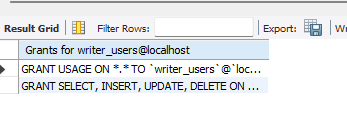 Result Grid Filter Rows: Export: Wr
Grants for writer_users@localhost
GRANT USAGE ON *.* TO `writer_users`@`loc...
GRANT SELECT, INSERT, UPDATE, DELETE ON ...